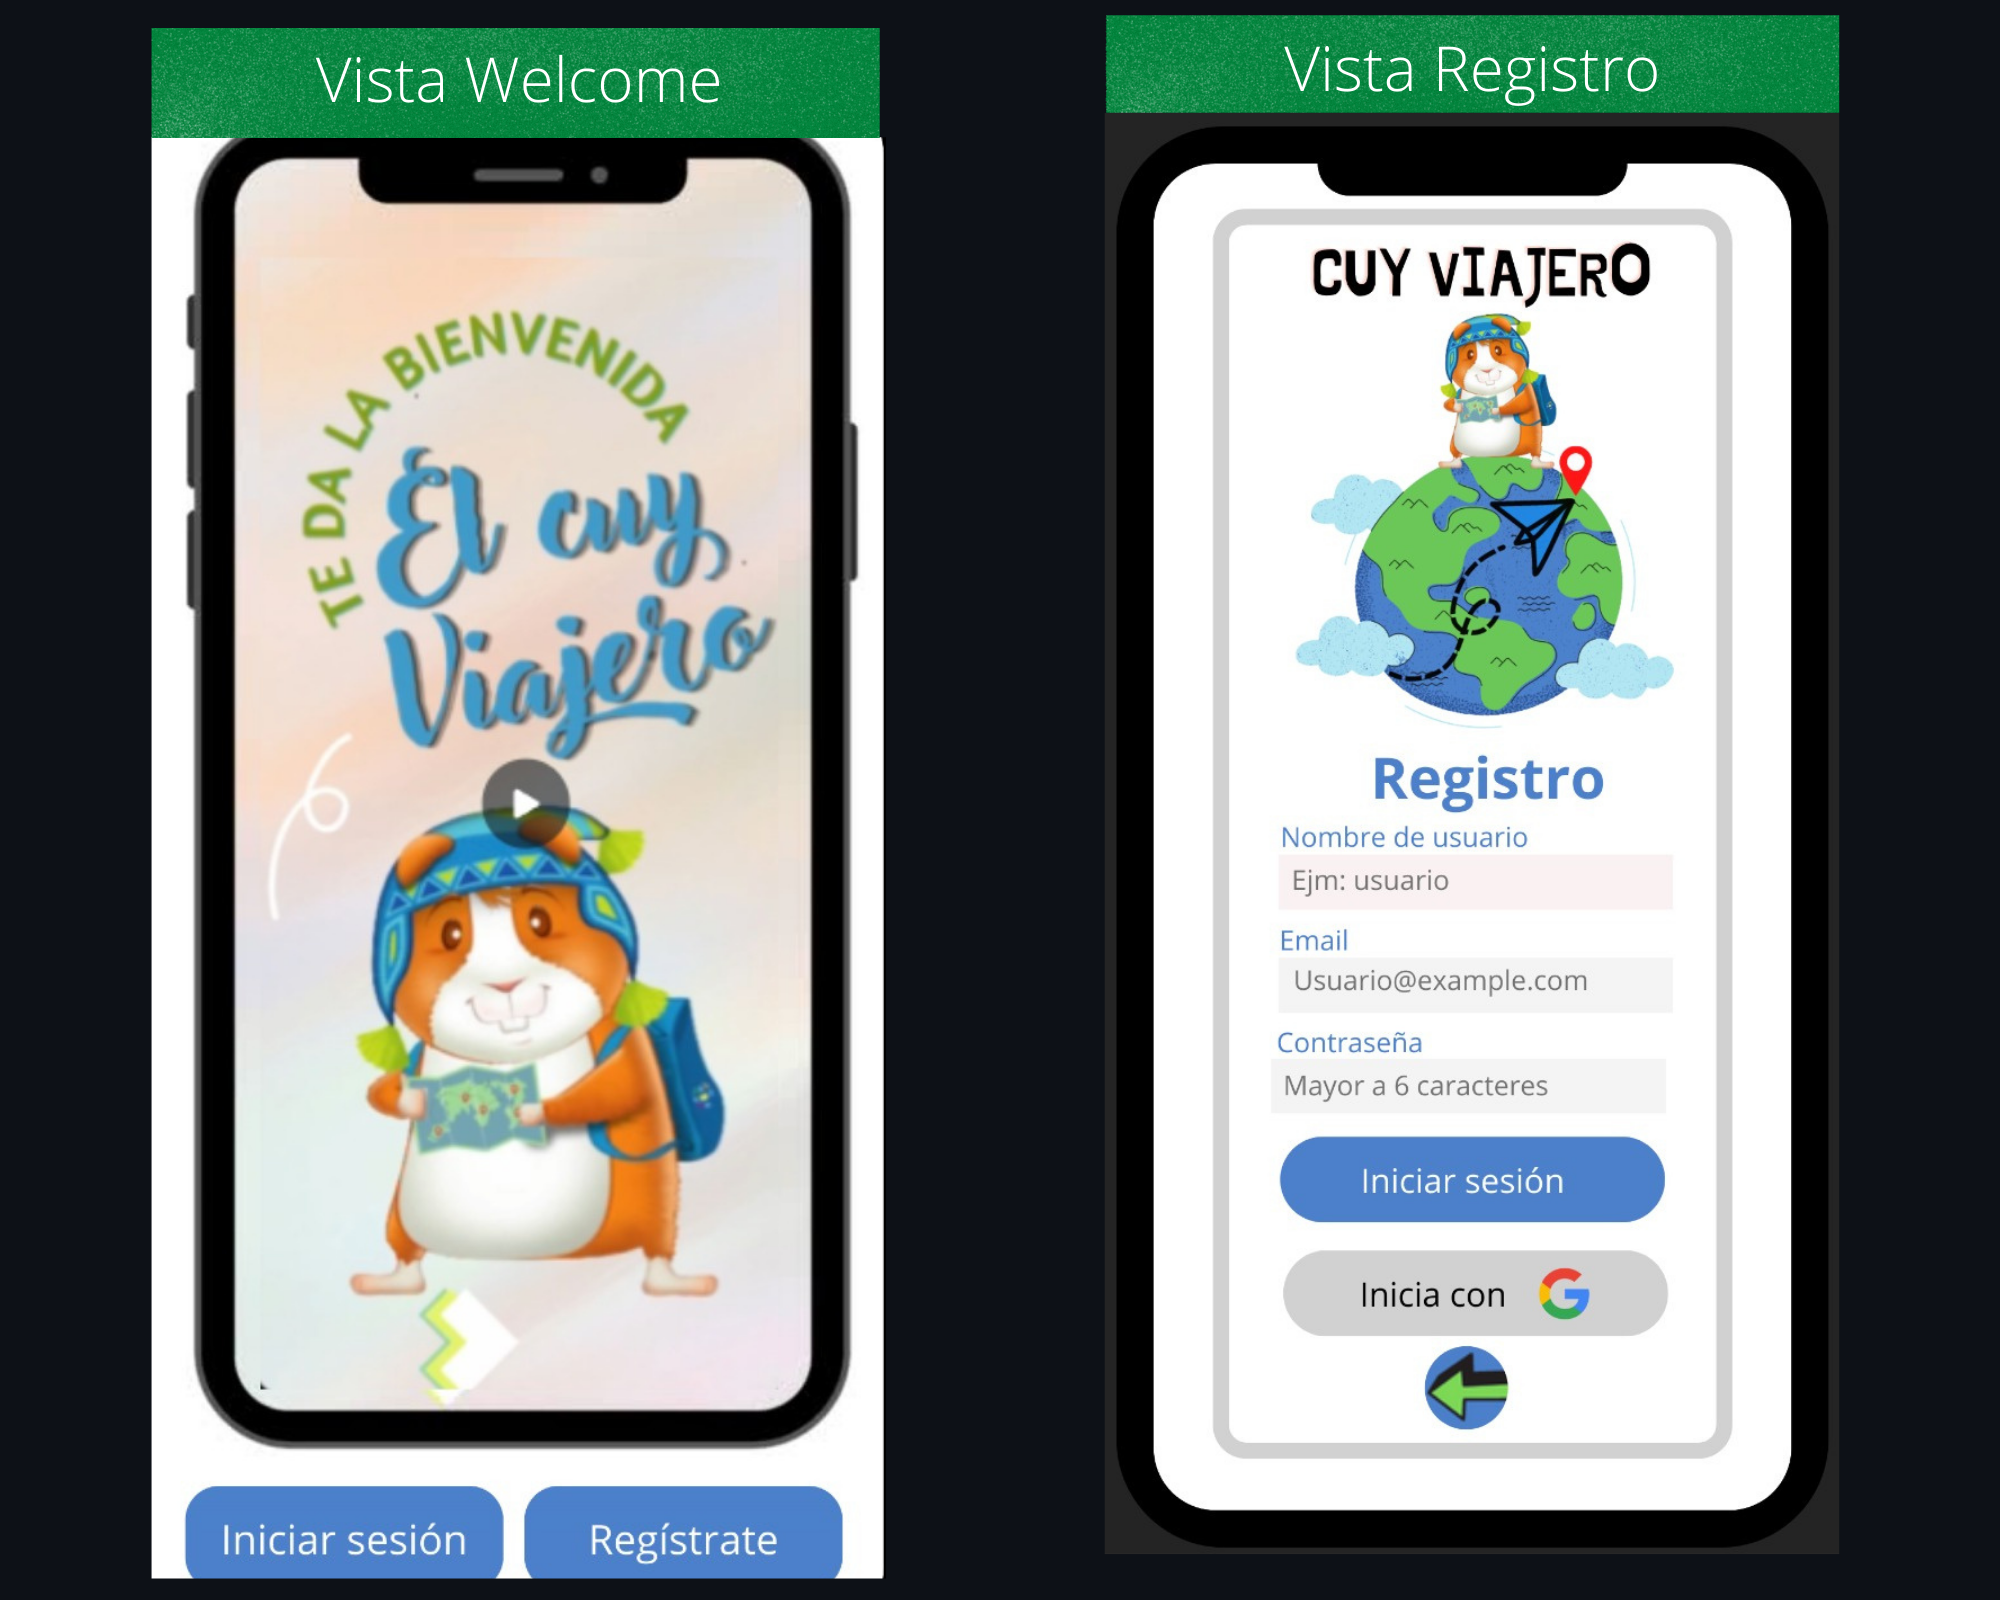 Vista Welcome
TE DA LA BIENVENIDA
El cuy
Viajero
Iniciar sesión
Regístrate
Vista Registro
CUY VIAJERO
Registro
Nombre de usuario
Ejm: usuario
Email
Usuario@example.com
Contraseña
Mayor a 6 caracteres
Iniciar sesión
Inicia con G